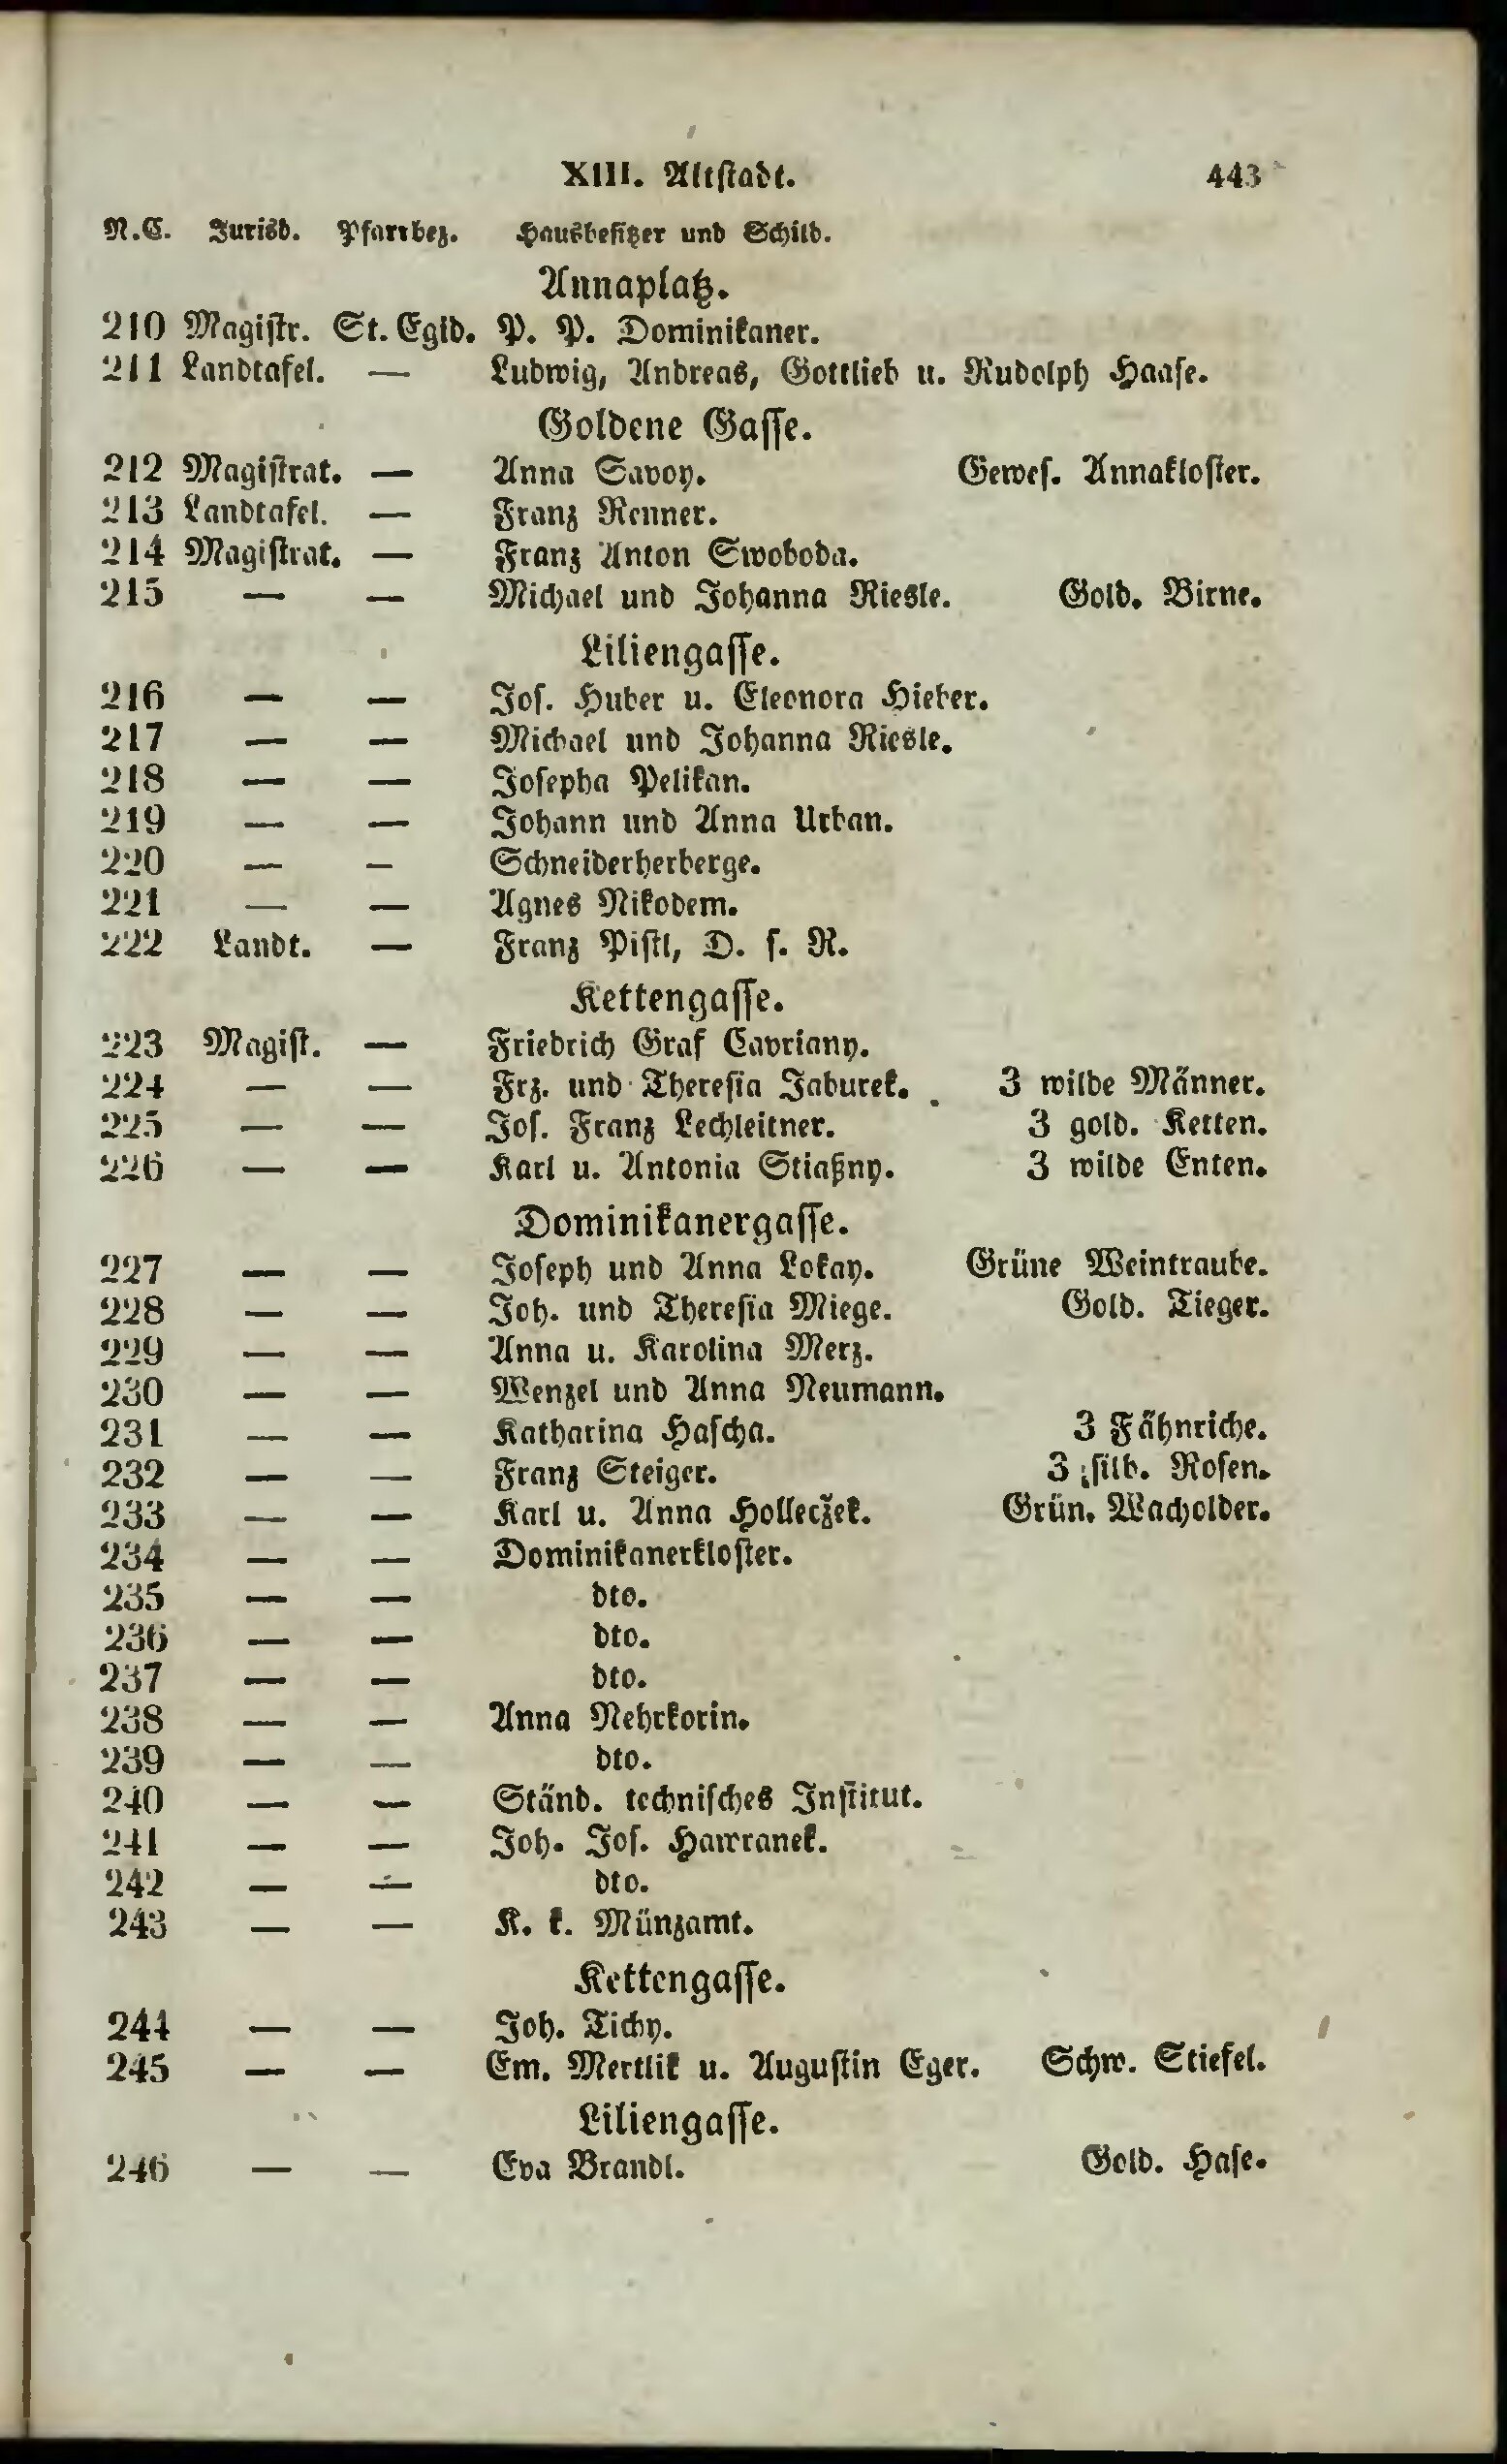 XIII. Altstadt. 443
N.C. Jurisd. Pfarrbez. Hausbesitzer und Schild.
Annaplatz.
210 Magistr. St. Egid. P. P. Dominikaner.
211 Landtafel. — Ludwig, Andreas, Gottlieb u. Rudolph Haase.
Goldene Gasse.
212 Magistrat. — Anna Savoy. Gewes. Annakloster.
213 Landtafel. — Franz Renner.
214 Magistrat. — Franz Anton Swoboda.
215 — — Michael und Johanna Riesle. Gold. Birne.
Liliengasse.
216 — — Jos. Huber u. Eleonora Hieber.
217 — — Michael und Johanna Riesle.
218 — — Josepha Pelikan.
219 — — Johann und Anna Urban.
220 — — Schneiderherberge.
221 — — Agnes Nikodem.
222 Landt. — Franz Pistl, D. s. R.
Kettengasse.
223 Magist. — Friedrich Graf Cavriany.
224 — — Frz. und Theresia Jaburek. 3 wilde Männer.
225 — — Jos. Franz Lechleitner. 3 gold. Ketten.
226 — — Karl u. Antonia Stiaßny. 3 wilde Enten.
Dominikanergasse.
227 — — Joseph und Anna Lokay. Grüne Weintraube.
228 — — Joh. und Theresia Miege. Gold. Tieger.
229 — — Anna u. Karolina Merz.
230 — — Wenzel und Anna Neumann.
231 — — Katharina Hascha. 3 Fähnriche.
232 — — Franz Steiger. 3 silb. Rosen.
233 — — Karl u. Anna Holleczek. Grün. Wacholder.
234 — — Dominikanerkloster.
235 — — dto.
236 — — dto.
237 — — dto.
238 — — Anna Nehrkorin.
239 — — dto.
240 — — Ständ. technisches Institut.
241 — — Joh. Jos. Hawranek.
242 — — dto.
243 — — K. k. Münzamt.
Kettengasse.
244 — — Joh. Tichy.
245 — — Em. Mertlik u. Augustin Eger. Schw. Stiefel.
Liliengasse.
246 — — Eva Brandl. Gold. Hase.